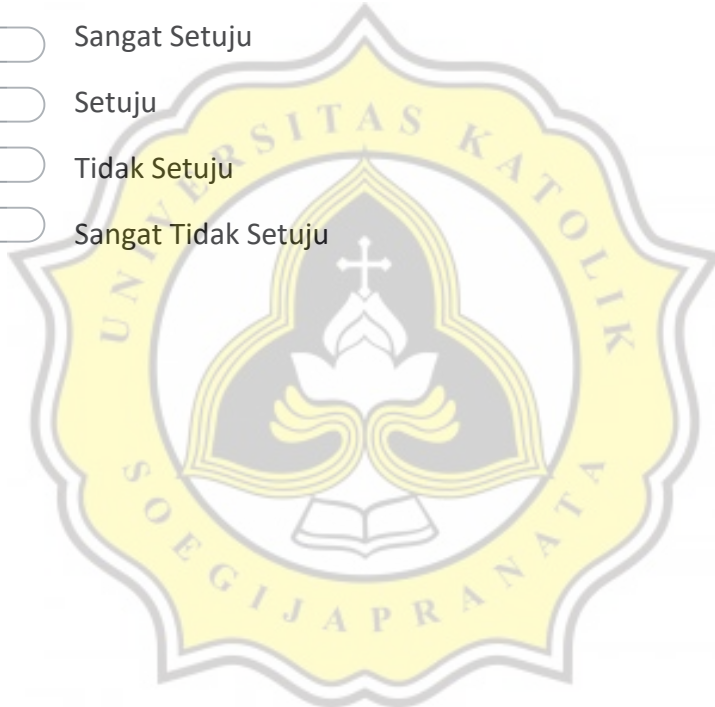 Sangat Setuju
Setuju
Tidak Setuju
Sangat Tidak Setuju
UNIVERSITAS KATOLIK
SOEGIJAPRANATA